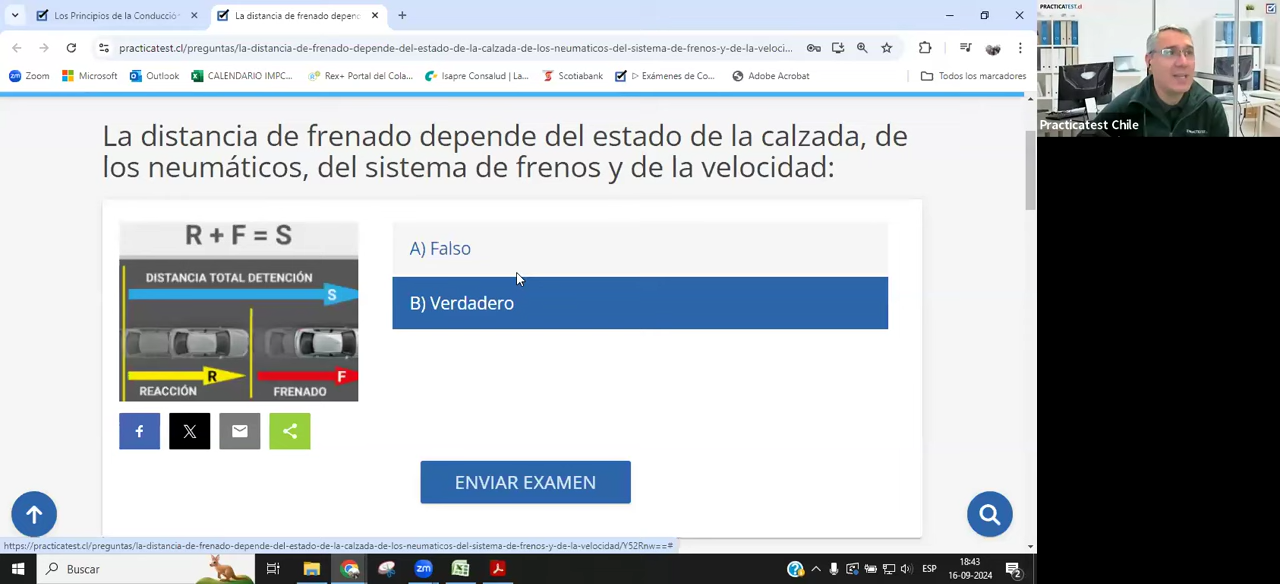 Los Principios de la Conducción
La distancia de frenado depend
practicatest.cl/preguntas/la-distancia-de-frenado-depende-del-estado-de-la-calzada-de-los-neumaticos-del-sistema-de-frenos-y-de-la-veloci...
Zoom
Microsoft
Outlook
CALENDARIO IMPC...
Rex+ Portal del Cola...
Isapre Consalud | La...
Scotiabank
▷ Exámenes de Co...
Adobe Acrobat
Todos los marcadores
PRACTICATEST.cl
Practicatest Chile
La distancia de frenado depende del estado de la calzada, de
los neumáticos, del sistema de frenos y de la velocidad:
R + F = S
DISTANCIA TOTAL DETENCIÓN
S
R
F
REACCIÓN
FRENADO
A) Falso
B) Verdadero
ENVIAR EXAMEN
https://practicatest.cl/preguntas/la-distancia-de-frenado-depende-del-estado-de-la-calzada-de-los-neumaticos-del-sistema-de-frenos-y-de-la-velocidad/Y52Rnw==#
Buscar
ESP
18:43
16-09-2024